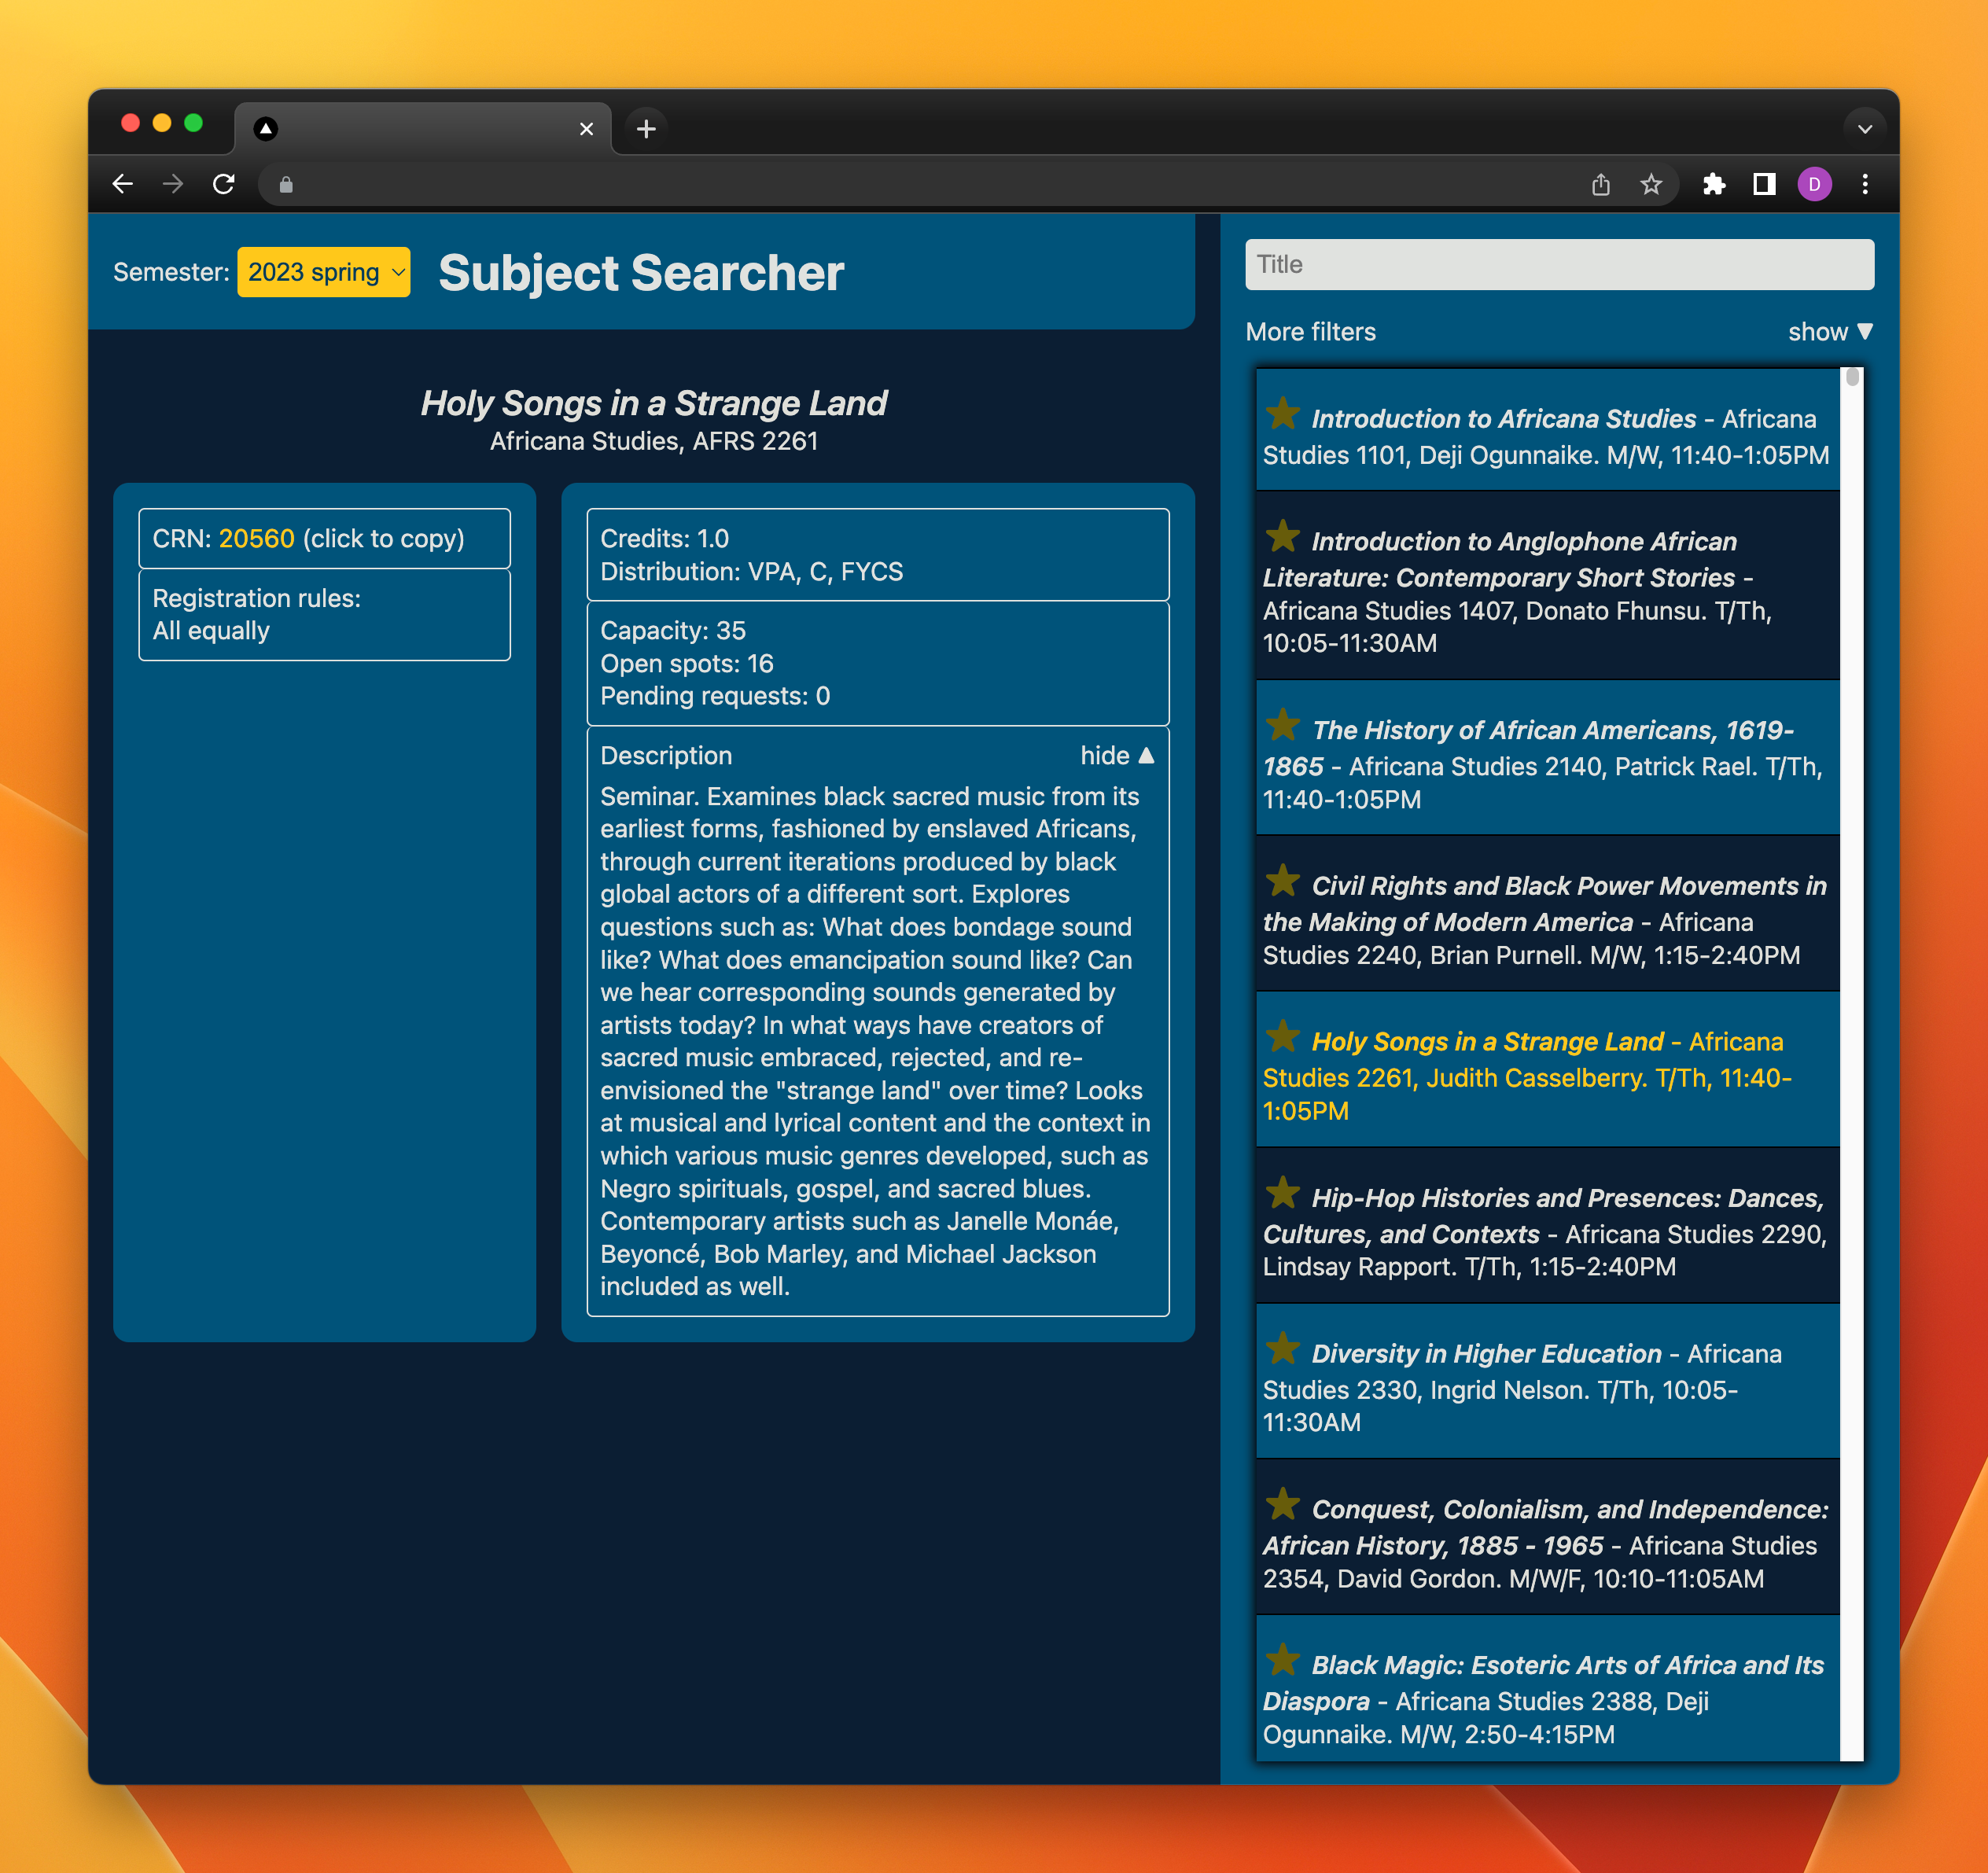 D
Semester: 2023 spring
Subject Searcher
Holy Songs in a Strange Land
Africana Studies, AFRS 2261
CRN: 20560 (click to copy)
Registration rules:
All equally
Credits: 1.0
Distribution: VPA, C, FYCS
Capacity: 35
Open spots: 16
Pending requests: 0
Description hide ▲
Seminar. Examines black sacred music from its
earliest forms, fashioned by enslaved Africans,
through current iterations produced by black
global actors of a different sort. Explores
questions such as: What does bondage sound
like? What does emancipation sound like? Can
we hear corresponding sounds generated by
artists today? In what ways have creators of
sacred music embraced, rejected, and re-
envisioned the "strange land" over time? Looks
at musical and lyrical content and the context in
which various music genres developed, such as
Negro spirituals, gospel, and sacred blues.
Contemporary artists such as Janelle Monáe,
Beyoncé, Bob Marley, and Michael Jackson
included as well.
Title
More filters show ▼
★ Introduction to Africana Studies - Africana
Studies 1101, Deji Ogunnaike. M/W, 11:40-1:05PM
★ Introduction to Anglophone African
Literature: Contemporary Short Stories -
Africana Studies 1407, Donato Fhunsu. T/Th,
10:05-11:30AM
★ The History of African Americans, 1619-
1865 - Africana Studies 2140, Patrick Rael. T/Th,
11:40-1:05PM
★ Civil Rights and Black Power Movements in
the Making of Modern America - Africana
Studies 2240, Brian Purnell. M/W, 1:15-2:40PM
★ Holy Songs in a Strange Land - Africana
Studies 2261, Judith Casselberry. T/Th, 11:40-
1:05PM
★ Hip-Hop Histories and Presences: Dances,
Cultures, and Contexts - Africana Studies 2290,
Lindsay Rapport. T/Th, 1:15-2:40PM
★ Diversity in Higher Education - Africana
Studies 2330, Ingrid Nelson. T/Th, 10:05-
11:30AM
★ Conquest, Colonialism, and Independence:
African History, 1885 - 1965 - Africana Studies
2354, David Gordon. M/W/F, 10:10-11:05AM
★ Black Magic: Esoteric Arts of Africa and Its
Diaspora - Africana Studies 2388, Deji
Ogunnaike. M/W, 2:50-4:15PM